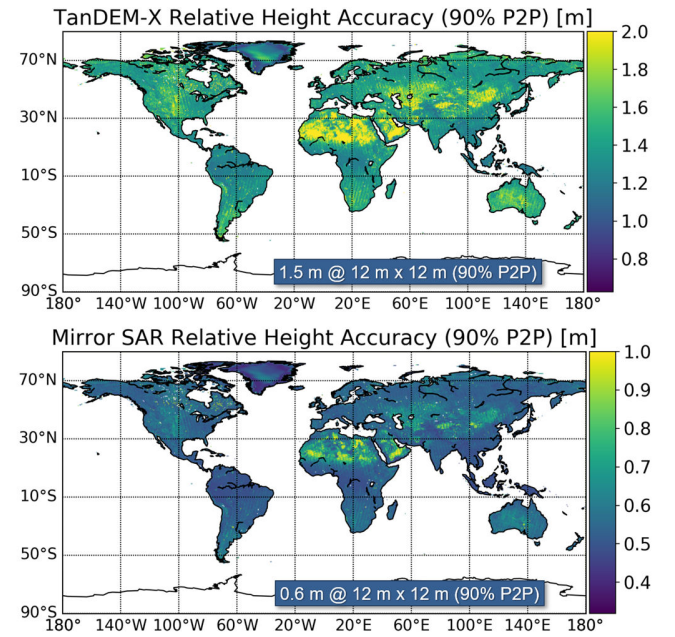 TanDEM-X Relative Height Accuracy (90% P2P) [m]
70°N
30°N
10°S
50°S
90°S
180° 140°W 100°W 60°W 20°W 20°E 60°E 100°E 140°E 180°
2.0
1.8
1.6
1.4
1.2
1.0
0.8
1.5 m @ 12 m x 12 m (90% P2P)
Mirror SAR Relative Height Accuracy (90% P2P) [m]
70°N
30°N
10°S
50°S
90°S
180° 140°W 100°W 60°W 20°W 20°E 60°E 100°E 140°E 180°
1.0
0.9
0.8
0.7
0.6
0.5
0.4
0.6 m @ 12 m x 12 m (90% P2P)